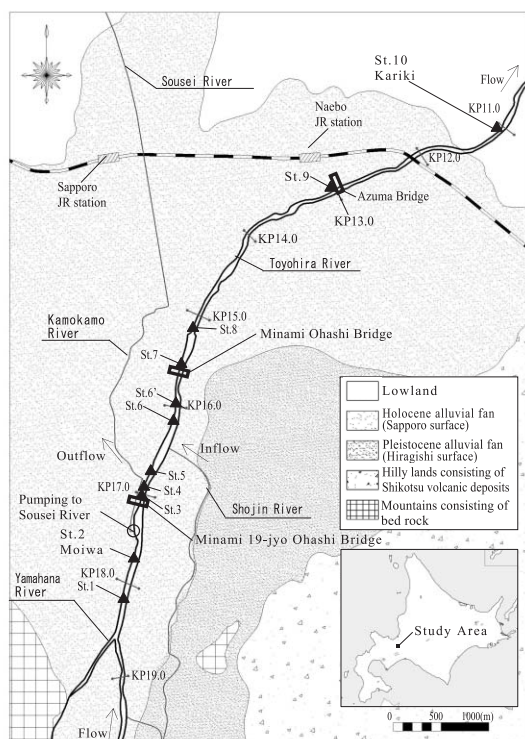 St.10
Kariki
Flow
KP11.0
Sousei River
Naebo
JR station
KP12.0
Sapporo
JR station
St.9
Azuma Bridge
KP13.0
KP14.0
Toyohira River
KP15.0
St.8
Kamokamo
River
Minami Ohashi Bridge
St.7
St.6'
KP16.0
St.6
Outflow
Inflow
St.5
KP17.0
St.4
St.3
Pumping to
Sousei River
Shojin River
Minami 19-jyo Ohashi Bridge
St.2
Moiwa
KP18.0
St.1
Yamahana
River
KP19.0
Flow
Lowland
Holocene alluvial fan
(Sapporo surface)
Pleistocene alluvial fan
(Hiragishi surface)
Hilly lands consisting of
Shikotsu volcanic deposits
Mountains consisting of
bed rock
Study Area
0 500 1000(m)